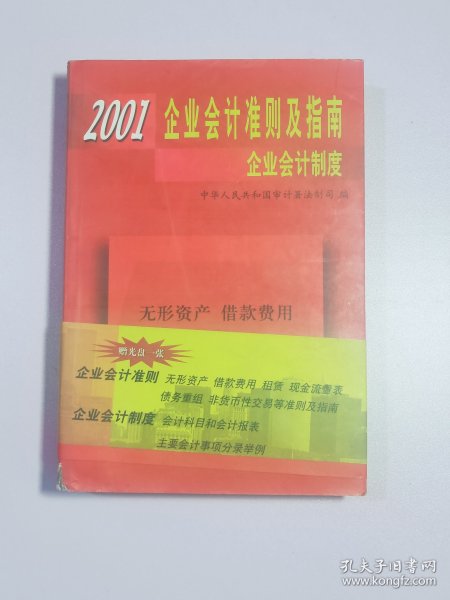 2001 企业会计准则及指南
企业会计制度
中华人民共和国审计署法制司 编
无形资产 借款费用
赠光盘一张
企业会计准则 无形资产 借款费用 租赁 现金流量表
债务重组 非货币性交易等准则及指南
企业会计制度 会计科目和会计报表
主要会计事项分录举例
孔夫子旧书网
www.kongfz.com